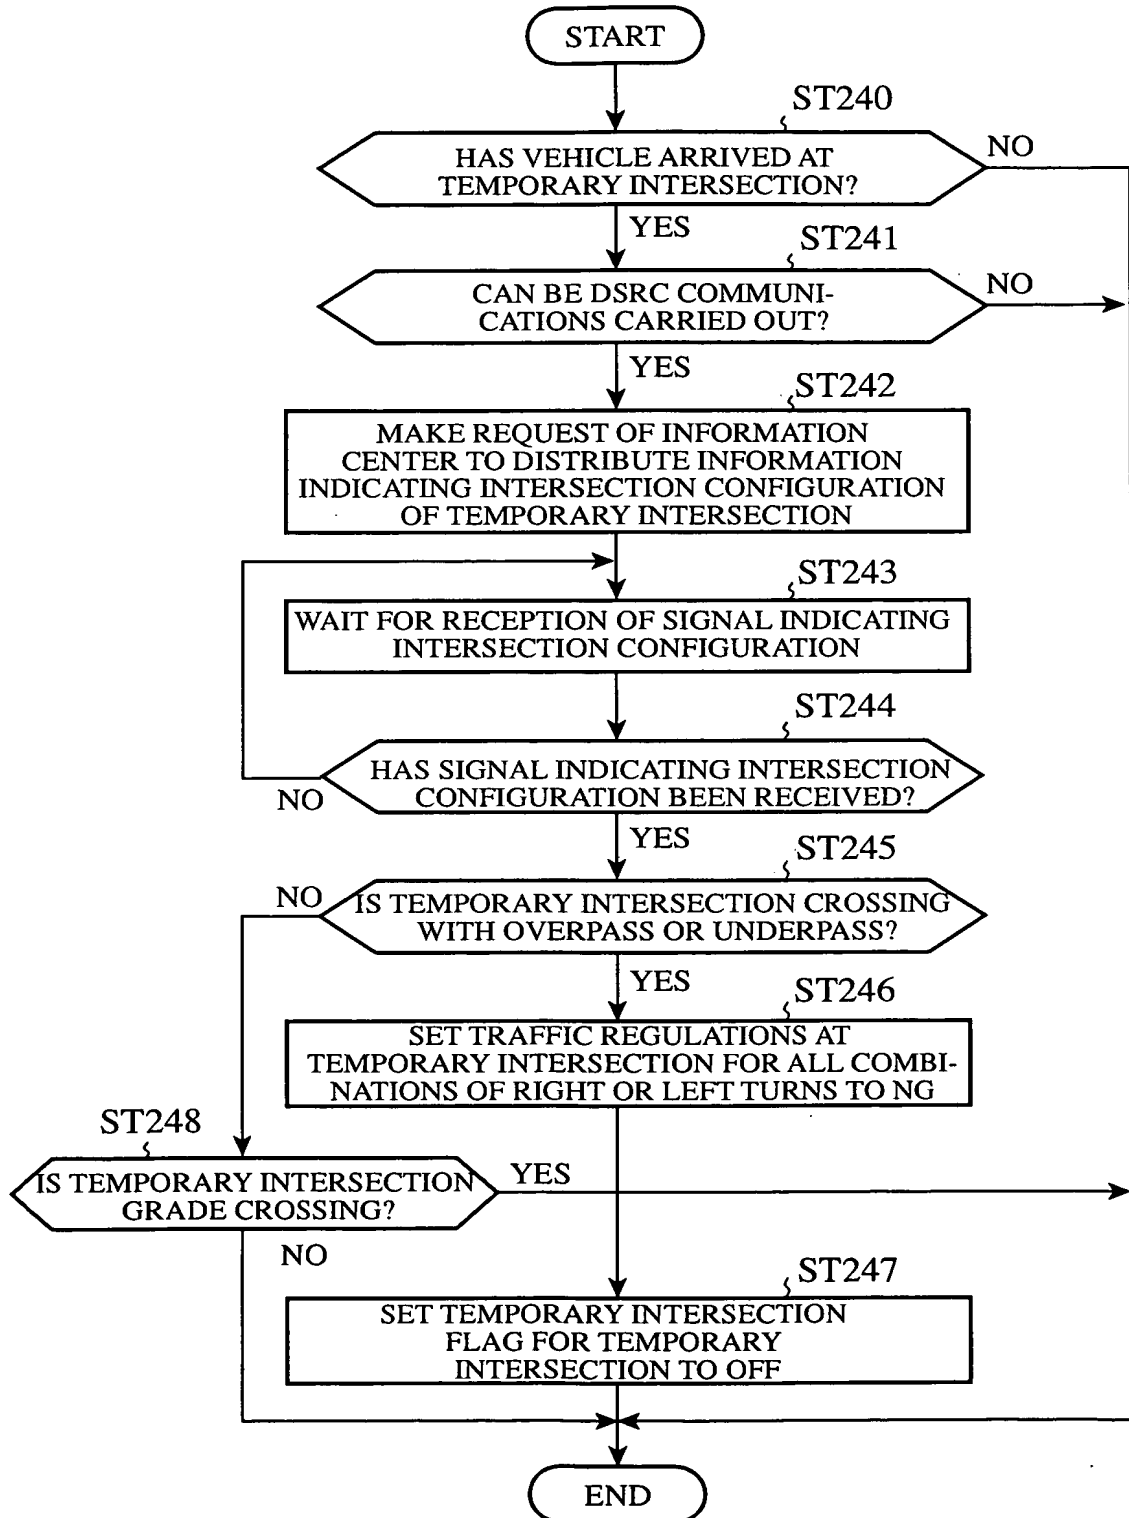 START
ST240
HAS VEHICLE ARRIVED AT
TEMPORARY INTERSECTION?
NO
YES
ST241
CAN BE DSRC COMMUNI-
CATIONS CARRIED OUT?
NO
YES
ST242
MAKE REQUEST OF INFORMATION
CENTER TO DISTRIBUTE INFORMATION
INDICATING INTERSECTION CONFIGURATION
OF TEMPORARY INTERSECTION
ST243
WAIT FOR RECEPTION OF SIGNAL INDICATING
INTERSECTION CONFIGURATION
ST244
HAS SIGNAL INDICATING INTERSECTION
CONFIGURATION BEEN RECEIVED?
NO
YES
ST245
NO
IS TEMPORARY INTERSECTION CROSSING
WITH OVERPASS OR UNDERPASS?
YES
ST246
SET TRAFFIC REGULATIONS AT
TEMPORARY INTERSECTION FOR ALL COMBI-
NATIONS OF RIGHT OR LEFT TURNS TO NG
ST248
IS TEMPORARY INTERSECTION
GRADE CROSSING?
YES
NO
ST247
SET TEMPORARY INTERSECTION
FLAG FOR TEMPORARY
INTERSECTION TO OFF
END